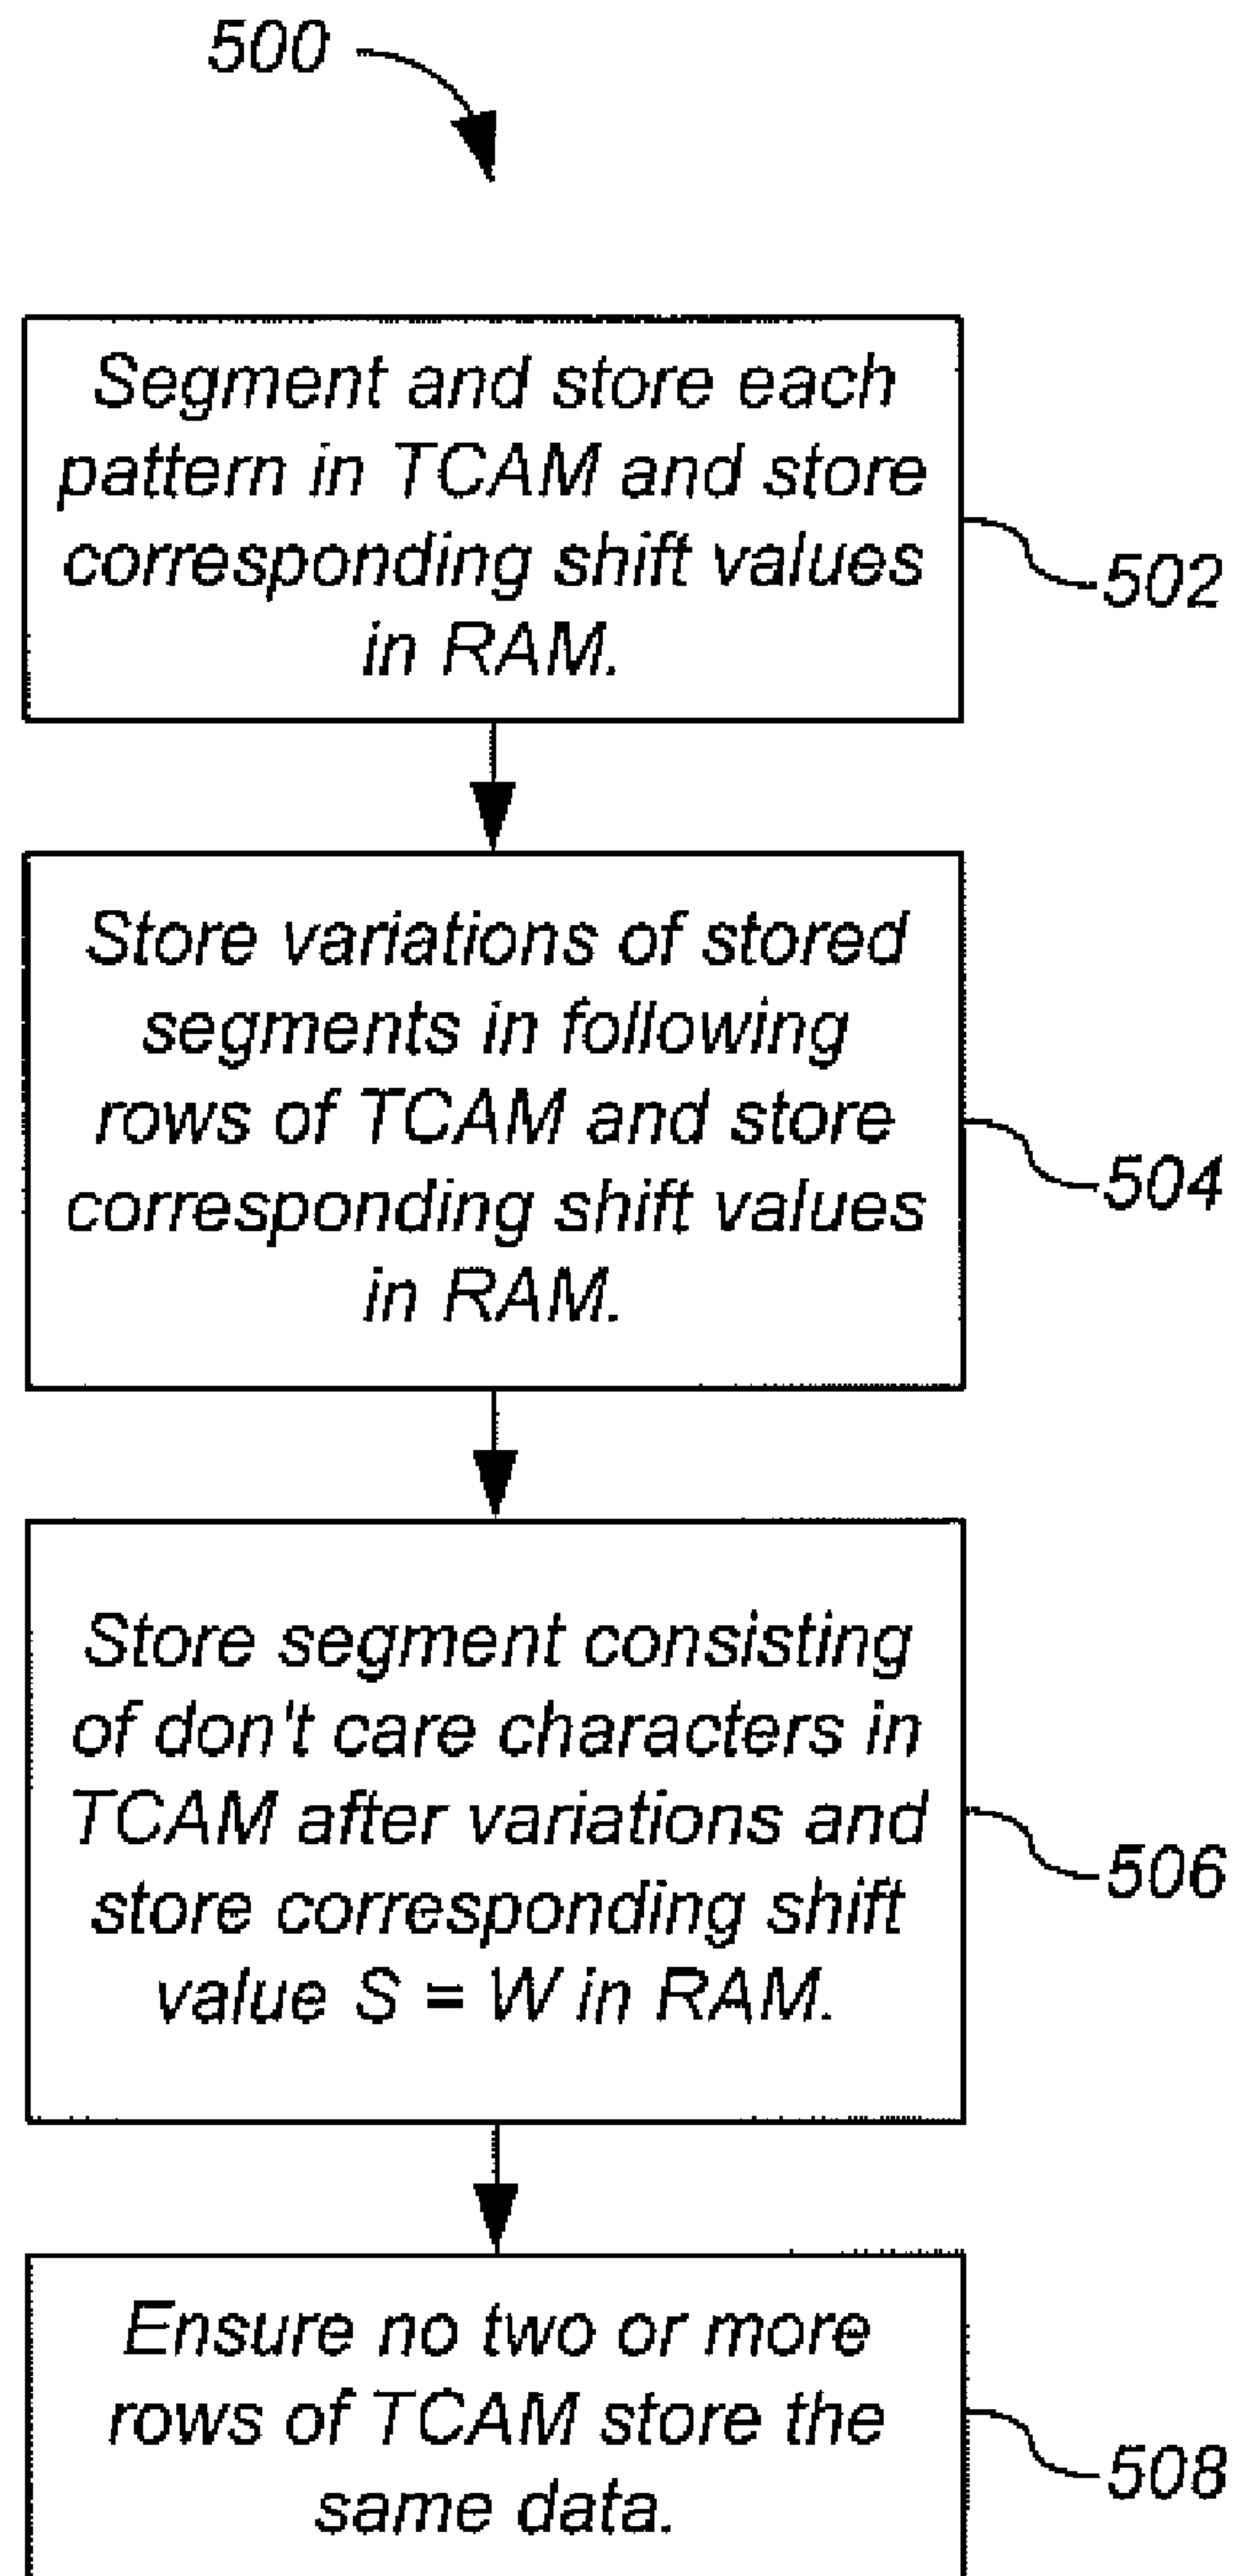 500
Segment and store each
pattern in TCAM and store
corresponding shift values
in RAM.
502
Store variations of stored
segments in following
rows of TCAM and store
corresponding shift values
in RAM.
504
Store segment consisting
of don't care characters in
TCAM after variations and
store corresponding shift
value S = W in RAM.
506
Ensure no two or more
rows of TCAM store the
same data.
508